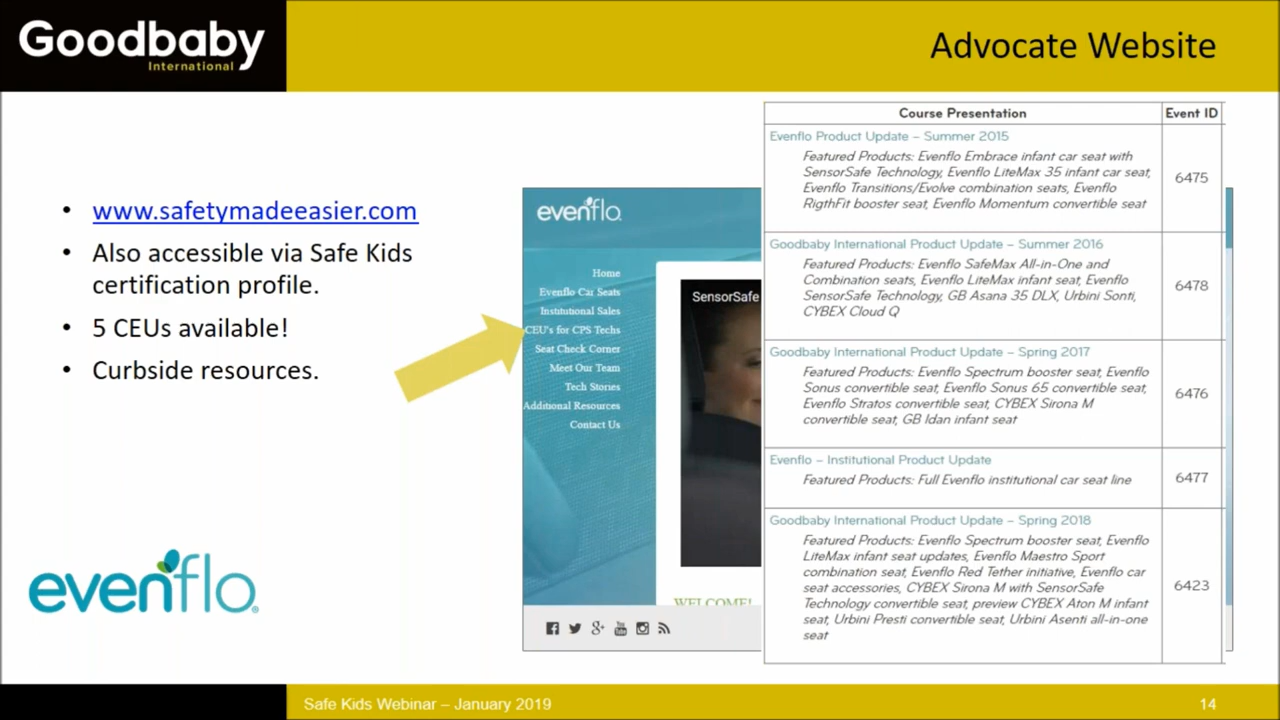 Goodbaby
International
Advocate Website
• www.safetymadeeasier.com
• Also accessible via Safe Kids
certification profile.
• 5 CEUs available!
• Curbside resources.
evenflo
Home
Evenflo Car Seats
Institutional Sales
CEU's for CPS Techs
Seat Check Corner
Meet Our Team
Tech Stories
Additional Resources
Contact Us
SensorSafe
WELCOME!
Course Presentation Event ID
Evenflo Product Update – Summer 2015
Featured Products: Evenflo Embrace infant car seat with
SensorSafe Technology, Evenflo LiteMax 35 infant car seat,
Evenflo Transitions/Evolve combination seats, Evenflo
RigthFit booster seat, Evenflo Momentum convertible seat
6475
Goodbaby International Product Update – Summer 2016
Featured Products: Evenflo SafeMax All-in-One and
Combination seats, Evenflo LiteMax infant seat, Evenflo
SensorSafe Technology, GB Asana 35 DLX, Urbini Sonti,
CYBEX Cloud Q
6478
Goodbaby International Product Update – Spring 2017
Featured Products: Evenflo Spectrum booster seat, Evenflo
Sonus convertible seat, Evenflo Sonus 65 convertible seat,
Evenflo Stratos convertible seat, CYBEX Sirona M
convertible seat, GB Idan infant seat
6476
Evenflo – Institutional Product Update
Featured Products: Full Evenflo institutional car seat line
6477
Goodbaby International Product Update – Spring 2018
Featured Products: Evenflo Spectrum booster seat, Evenflo
LiteMax infant seat updates, Evenflo Maestro Sport
combination seat, Evenflo Red Tether initiative, Evenflo car
seat accessories, CYBEX Sirona M with SensorSafe
Technology convertible seat, preview CYBEX Aton M infant
seat, Urbini Presti convertible seat, Urbini Asenti all-in-one
seat
6423
evenflo®
Safe Kids Webinar – January 2019
14